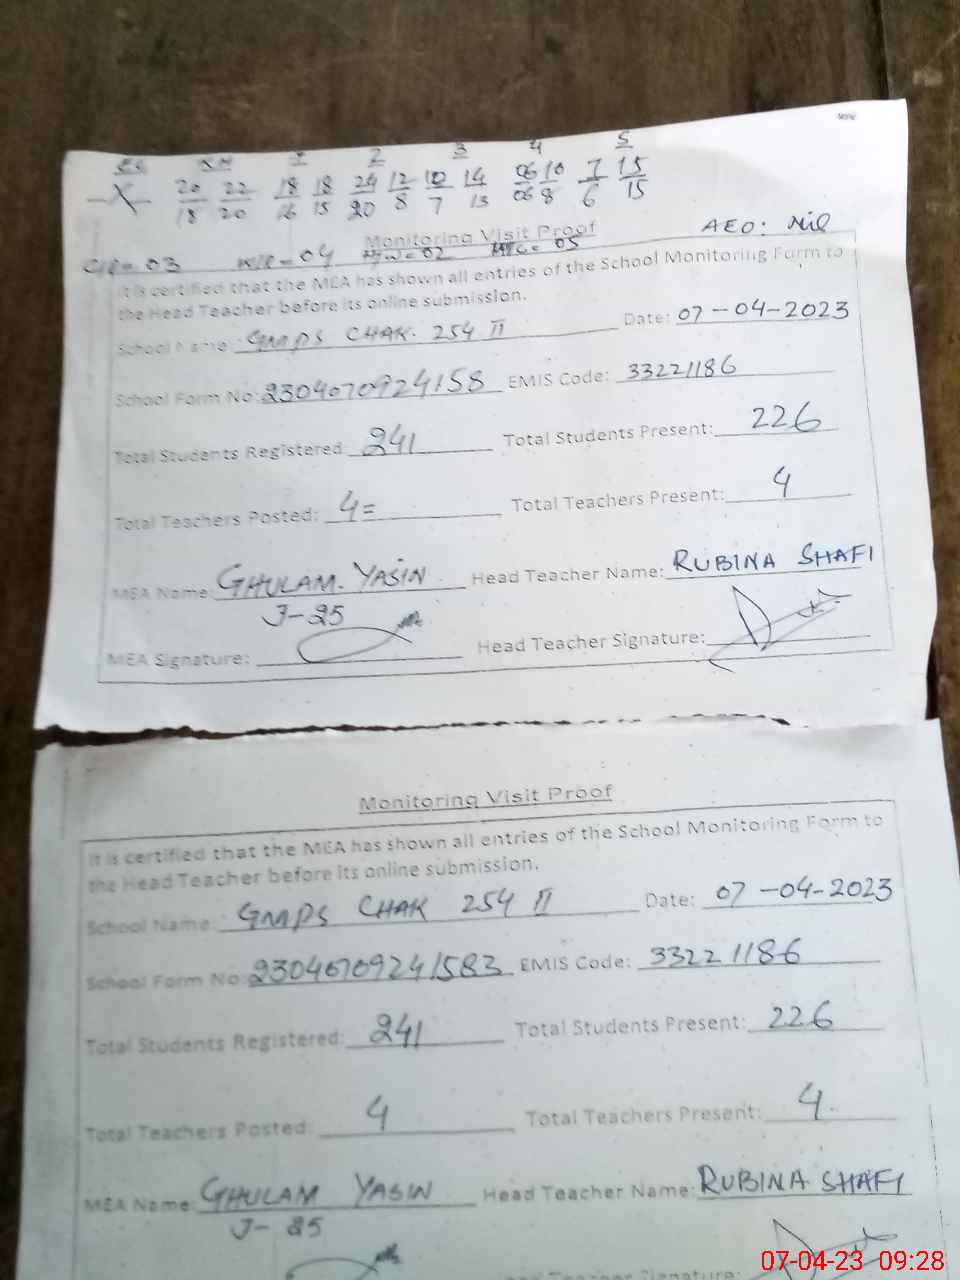 1 2 3 4 5
20/18 22/20 18/16 18/15 24/20 12/8 10/7 14/13 06/06 10/8 7/6 15/15
Monitoring Visit Proof AEO: Nil
C/R= 03 = 04 = 02 = 05
It is certified that the MEA has shown all entries of the School Monitoring Form to
the Head Teacher before its online submission.
School Name: GMPS CHAK. 254 II Date: 07-04-2023
School Form No: 2304070924158 EMIS Code: 33221186
Total Students Registered: 241 Total Students Present: 226
Total Teachers Posted: 4= Total Teachers Present: 4
MEA Name: GHULAM. YASIN. Head Teacher Name: RUBINA SHAFI
J-25
MEA Signature: Head Teacher Signature:
Monitoring Visit Proof
It is certified that the MEA has shown all entries of the School Monitoring Form to
the Head Teacher before its online submission.
School Name: GMPS CHAK 254 II Date: 07-04-2023
School Form No: 23040709241583 EMIS Code: 33221186
Total Students Registered: 241 Total Students Present: 226
Total Teachers Posted: 4 Total Teachers Present: 4.
MEA Name: GHULAM YASIN Head Teacher Name: RUBINA SHAFI
J-25
Teacher Signature:
07-04-23 09:28